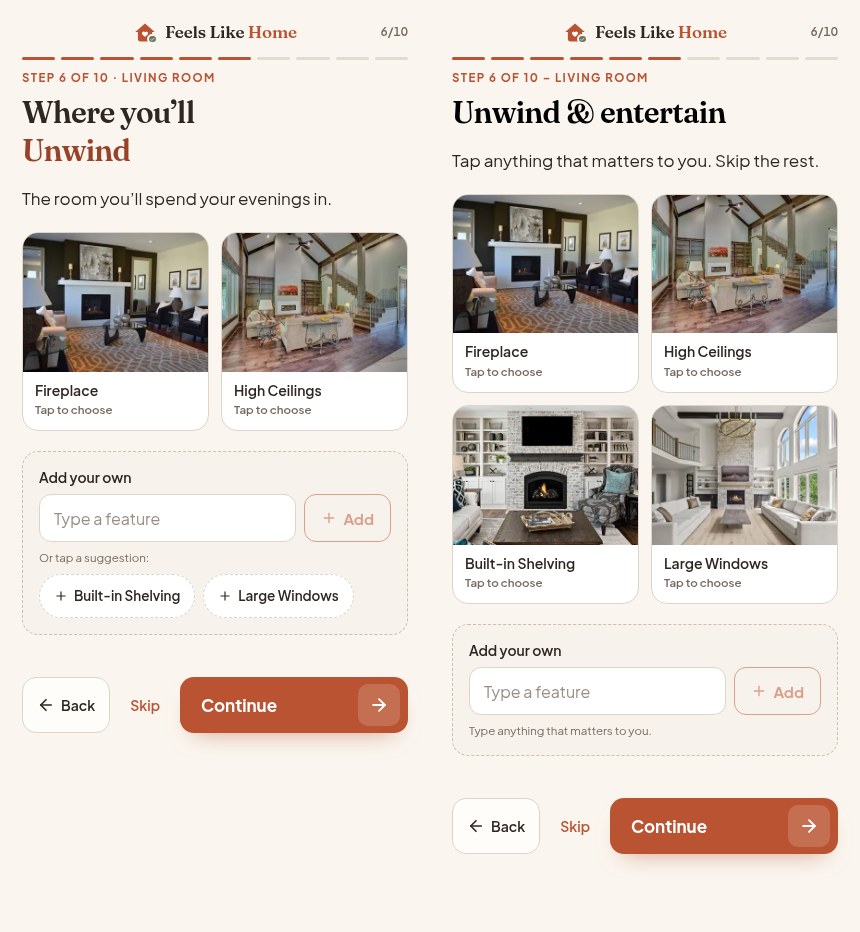 Feels Like Home
6/10
STEP 6 OF 10 · LIVING ROOM
Where you’ll
Unwind
The room you’ll spend your evenings in.
Fireplace
Tap to choose
High Ceilings
Tap to choose
Add your own
Type a feature
+ Add
Or tap a suggestion:
+ Built-in Shelving
+ Large Windows
← Back
Skip
Continue →
Feels Like Home
6/10
STEP 6 OF 10 – LIVING ROOM
Unwind & entertain
Tap anything that matters to you. Skip the rest.
Fireplace
Tap to choose
High Ceilings
Tap to choose
Built-in Shelving
Tap to choose
Large Windows
Tap to choose
Add your own
Type a feature
+ Add
Type anything that matters to you.
← Back
Skip
Continue →